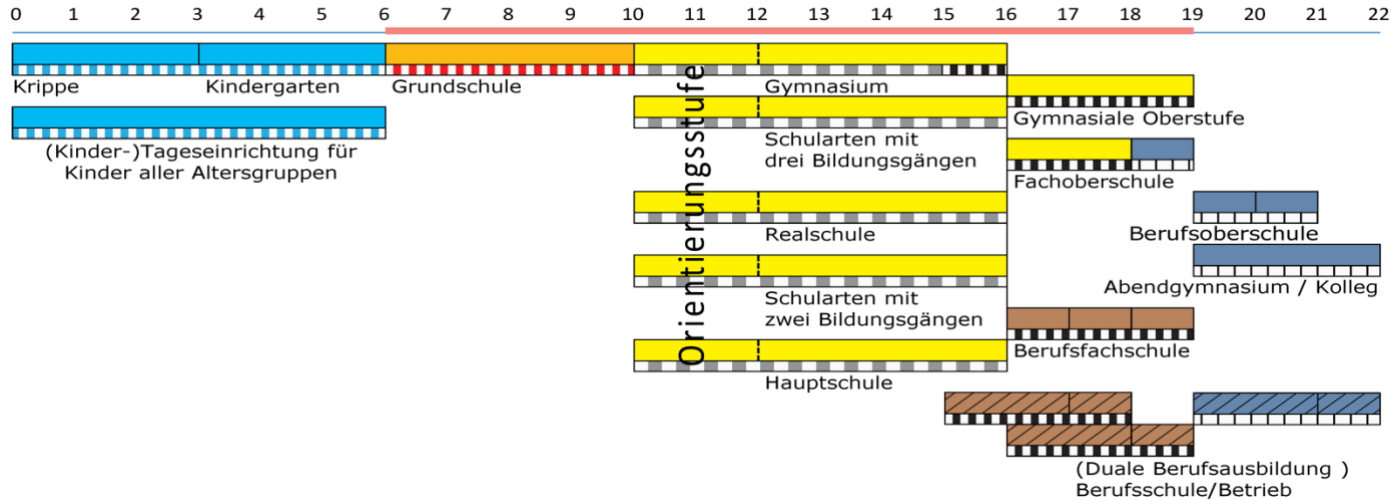 0 1 2 3 4 5 6 7 8 9 10 11 12 13 14 15 16 17 18 19 20 21 22
Krippe
Kindergarten
Grundschule
Gymnasium
Gymnasiale Oberstufe
(Kinder-)Tageseinrichtung für
Kinder aller Altersgruppen
Orientierungsstufe
Schularten mit
drei Bildungsgängen
Fachoberschule
Realschule
Berufsoberschule
Abendgymnasium / Kolleg
Schularten mit
zwei Bildungsgängen
Berufsfachschule
Hauptschule
(Duale Berufsausbildung )
Berufsschule/Betrieb